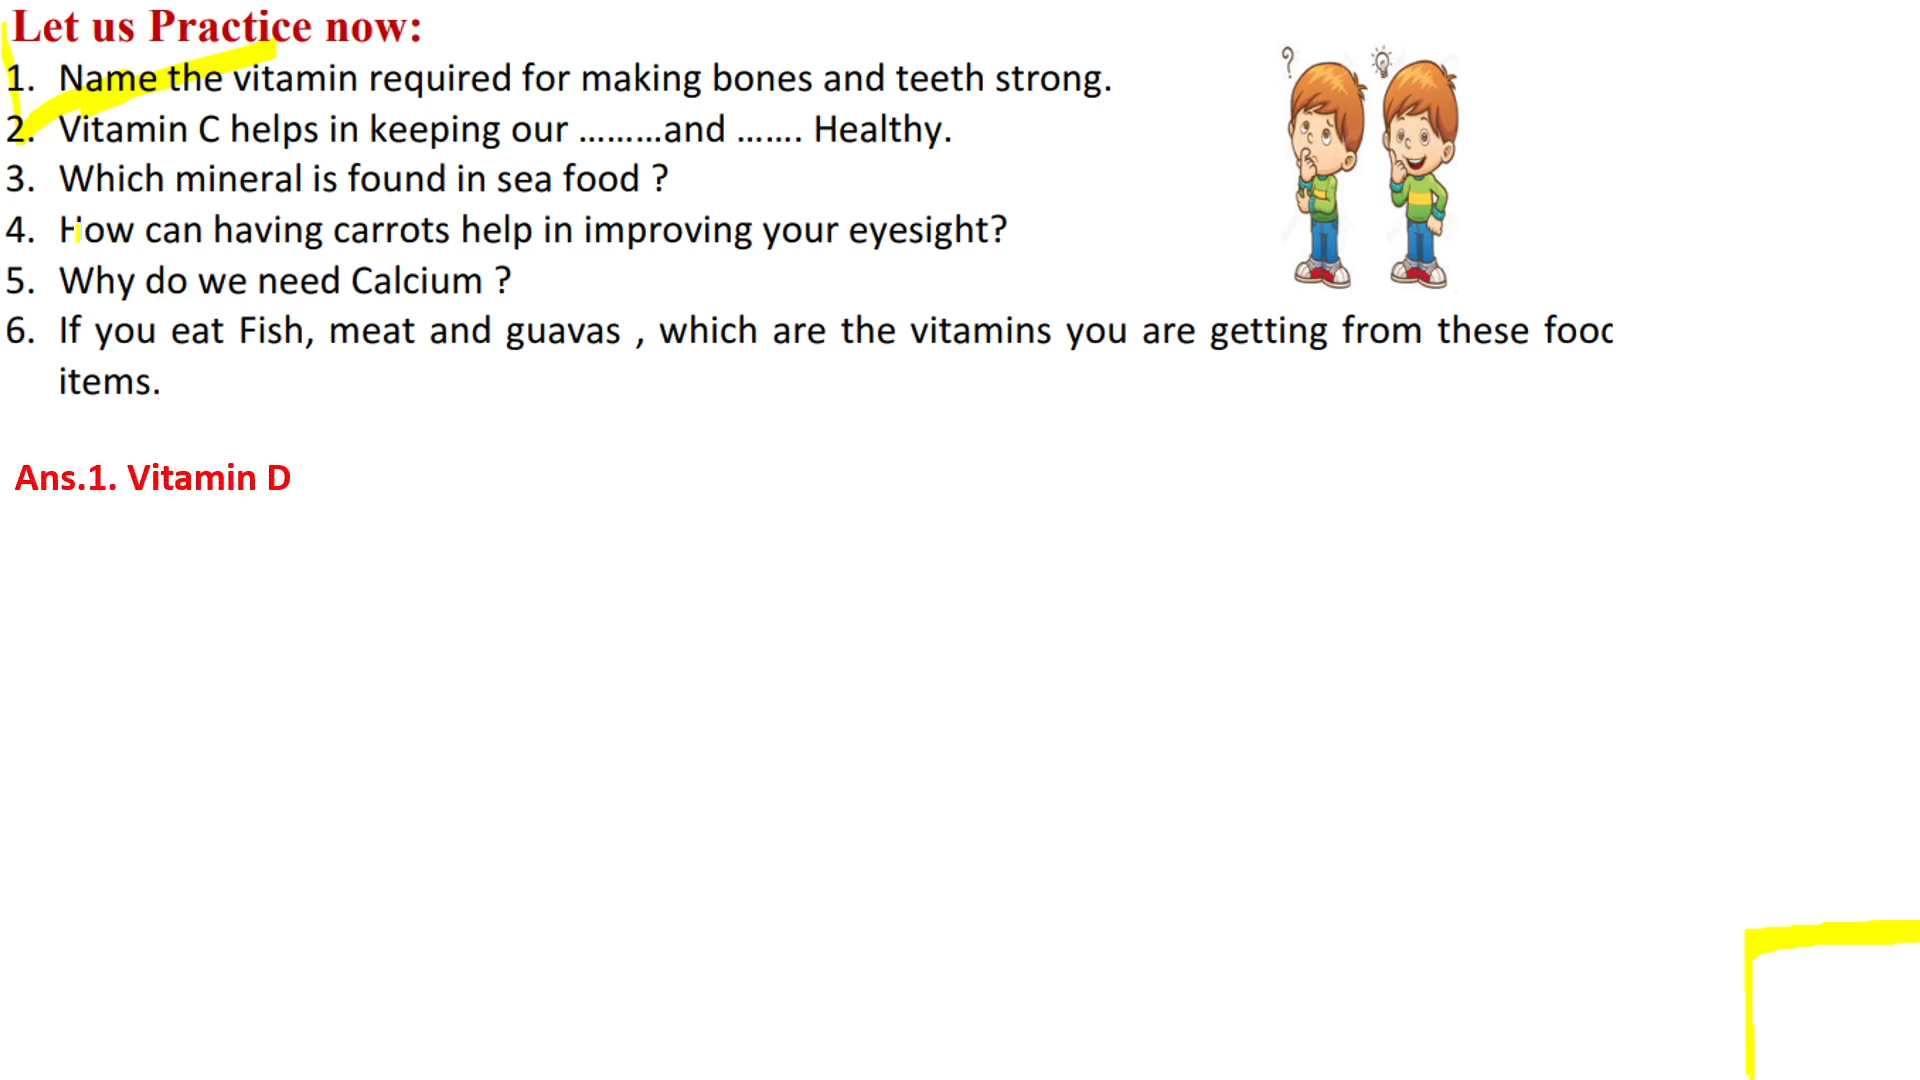 Let us Practice now:
1. Name the vitamin required for making bones and teeth strong.
2. Vitamin C helps in keeping our .........and ....... Healthy.
3. Which mineral is found in sea food ?
4. How can having carrots help in improving your eyesight?
5. Why do we need Calcium ?
6. If you eat Fish, meat and guavas , which are the vitamins you are getting from these food
items.
Ans.1. Vitamin D